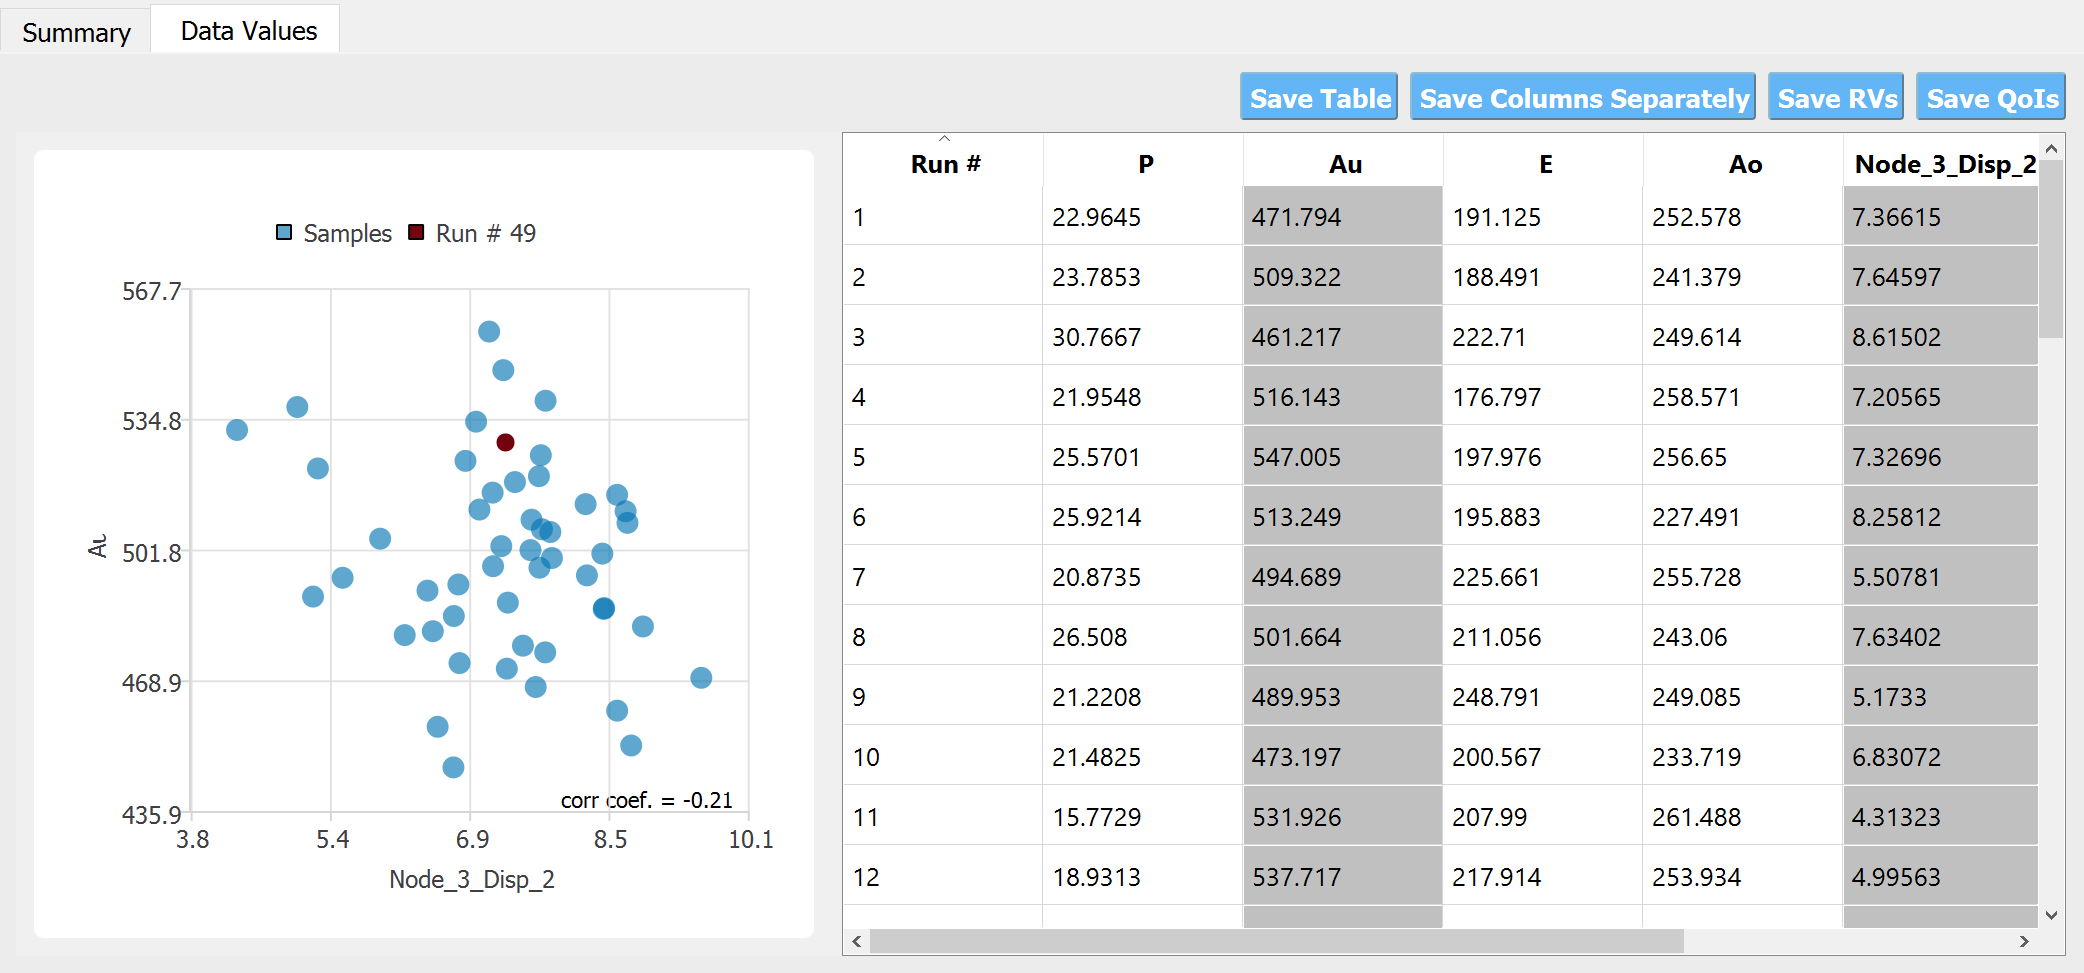 Summary Data Values
Save Table Save Columns Separately Save RVs Save QoIs
Samples Run # 49
567.7
534.8
501.8
468.9
435.9
Au
3.8 5.4 6.9 8.5 10.1
corr coef. = -0.21
Node_3_Disp_2
Run # P Au E Ao Node_3_Disp_2
1 22.9645 471.794 191.125 252.578 7.36615
2 23.7853 509.322 188.491 241.379 7.64597
3 30.7667 461.217 222.71 249.614 8.61502
4 21.9548 516.143 176.797 258.571 7.20565
5 25.5701 547.005 197.976 256.65 7.32696
6 25.9214 513.249 195.883 227.491 8.25812
7 20.8735 494.689 225.661 255.728 5.50781
8 26.508 501.664 211.056 243.06 7.63402
9 21.2208 489.953 248.791 249.085 5.1733
10 21.4825 473.197 200.567 233.719 6.83072
11 15.7729 531.926 207.99 261.488 4.31323
12 18.9313 537.717 217.914 253.934 4.99563